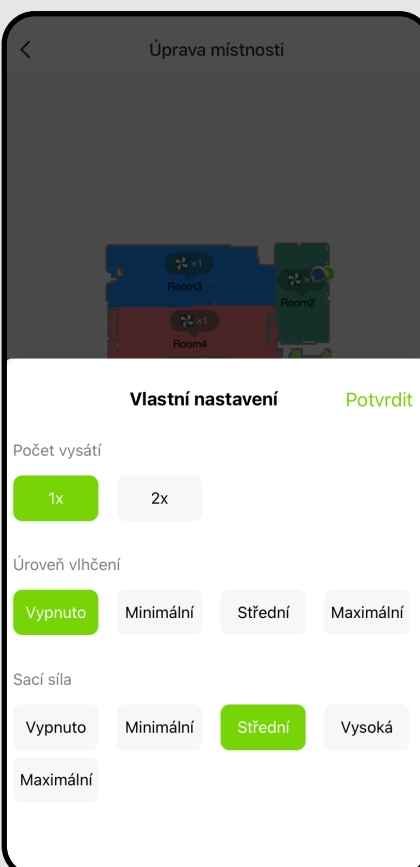 Úprava místnosti
×1
Room3
×1
Room2
×1
Room4
Vlastní nastavení Potvrdit
Počet vysátí
1x 2x
Úroveň vlhčení
Vypnuto Minimální Střední Maximální
Sací síla
Vypnuto Minimální Střední Vysoká
Maximální